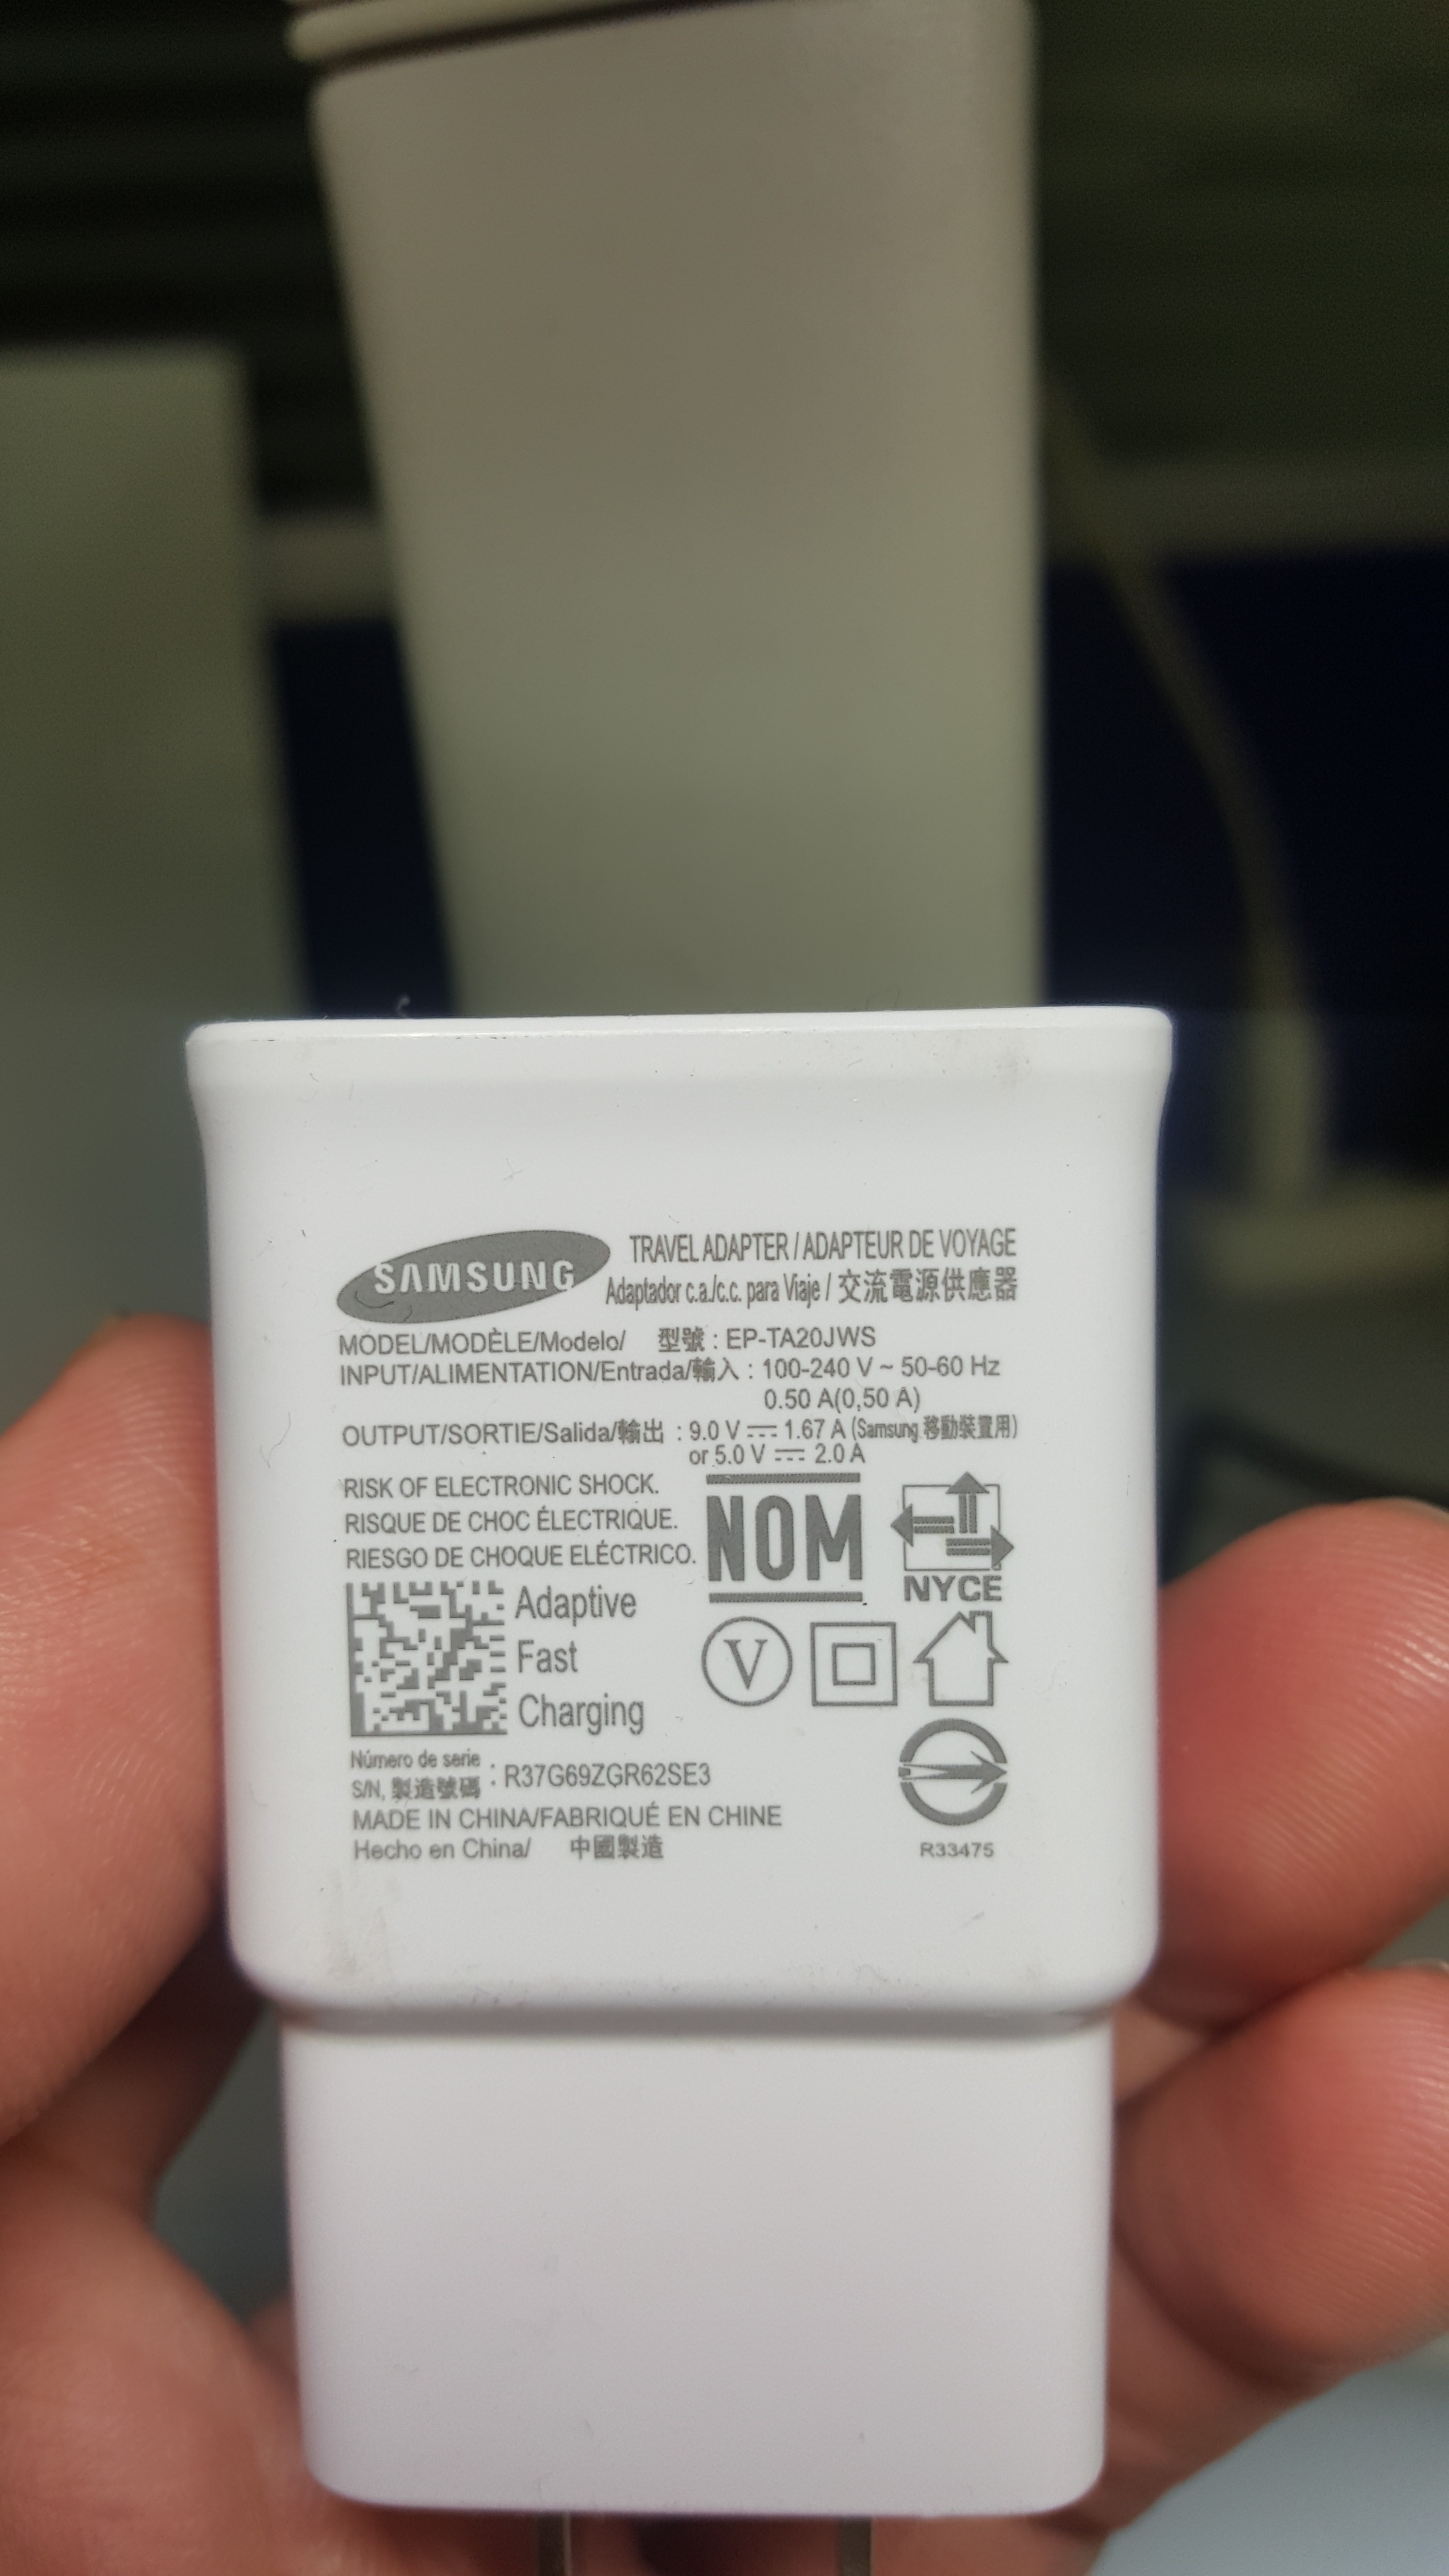 SAMSUNG
TRAVEL ADAPTER / ADAPTEUR DE VOYAGE
Adaptador c.a./c.c. para Viaje / 交流電源供應器
MODEL/MODÈLE/Modelo/ 型號 : EP-TA20JWS
INPUT/ALIMENTATION/Entrada/輸入 : 100-240 V ~ 50-60 Hz
0.50 A(0,50 A)
OUTPUT/SORTIE/Salida/輸出 : 9.0 V ⎓ 1.67 A (Samsung 移動裝置用)
or 5.0 V ⎓ 2.0 A
RISK OF ELECTRONIC SHOCK.
RISQUE DE CHOC ÉLECTRIQUE.
RIESGO DE CHOQUE ELÉCTRICO.
NOM
NYCE
Adaptive
Fast
Charging
V
Número de serie
S/N, 製造號碼 : R37G69ZGR62SE3
MADE IN CHINA/FABRIQUÉ EN CHINE
Hecho en China/ 中國製造
R33475